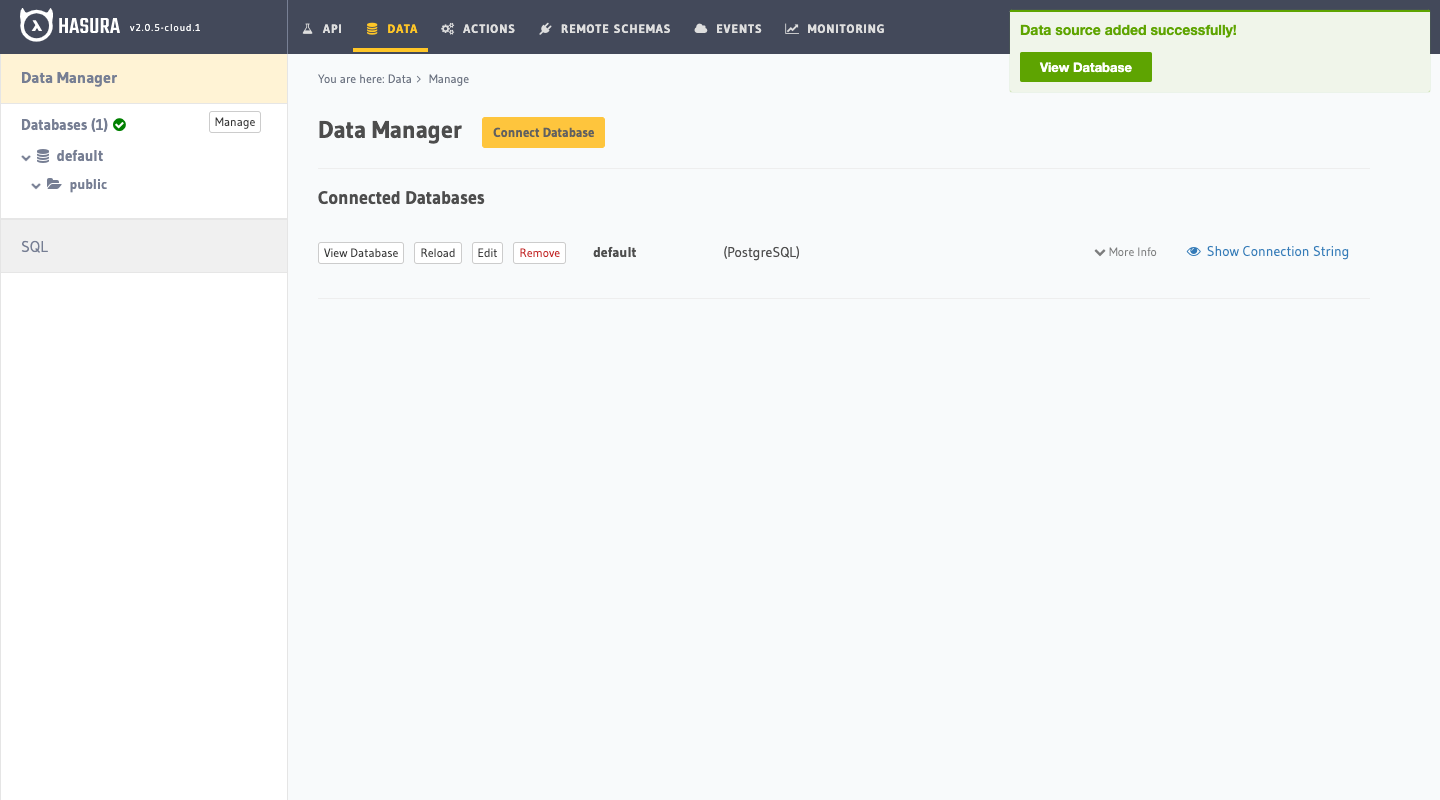 HASURA v2.0.5-cloud.1
API DATA ACTIONS REMOTE SCHEMAS EVENTS MONITORING
Data source added successfully!
View Database
Data Manager
Databases (1) Manage
default
public
SQL
You are here: Data > Manage
Data Manager Connect Database
Connected Databases
View Database Reload Edit Remove default (PostgreSQL) More Info Show Connection String